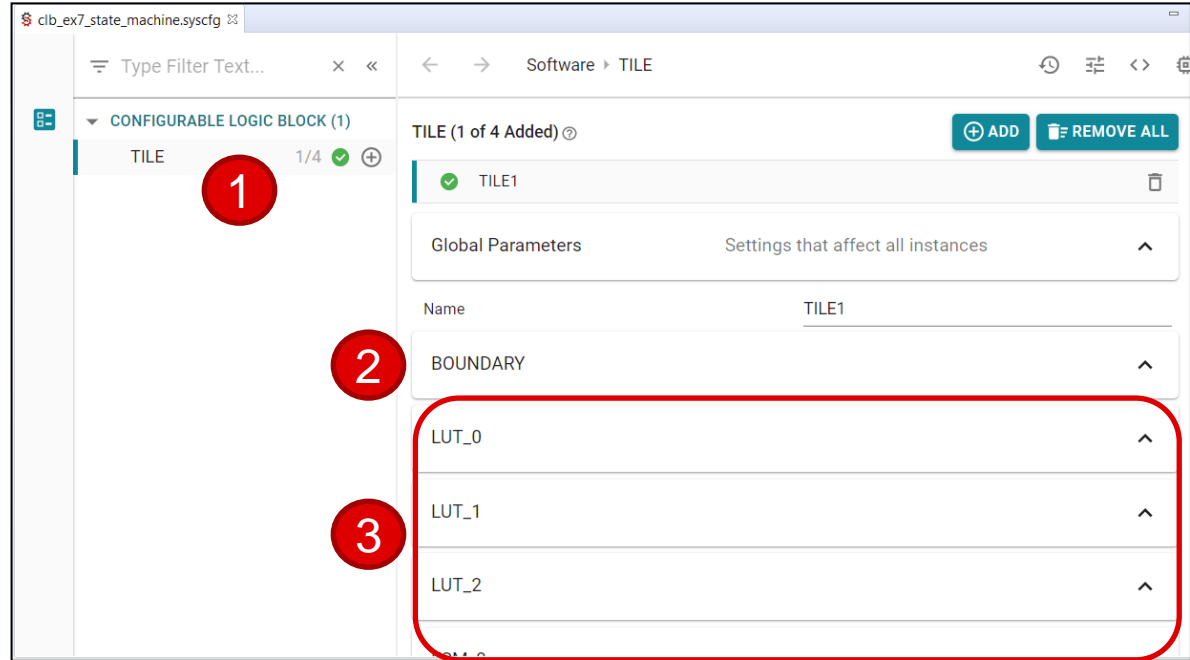 clb_ex7_state_machine.syscfg
Type Filter Text...
Software TILE
CONFIGURABLE LOGIC BLOCK (1)
TILE 1/4
1
TILE (1 of 4 Added)
ADD
REMOVE ALL
TILE1
Global Parameters Settings that affect all instances
Name TILE1
2
BOUNDARY
LUT_0
3
LUT_1
LUT_2